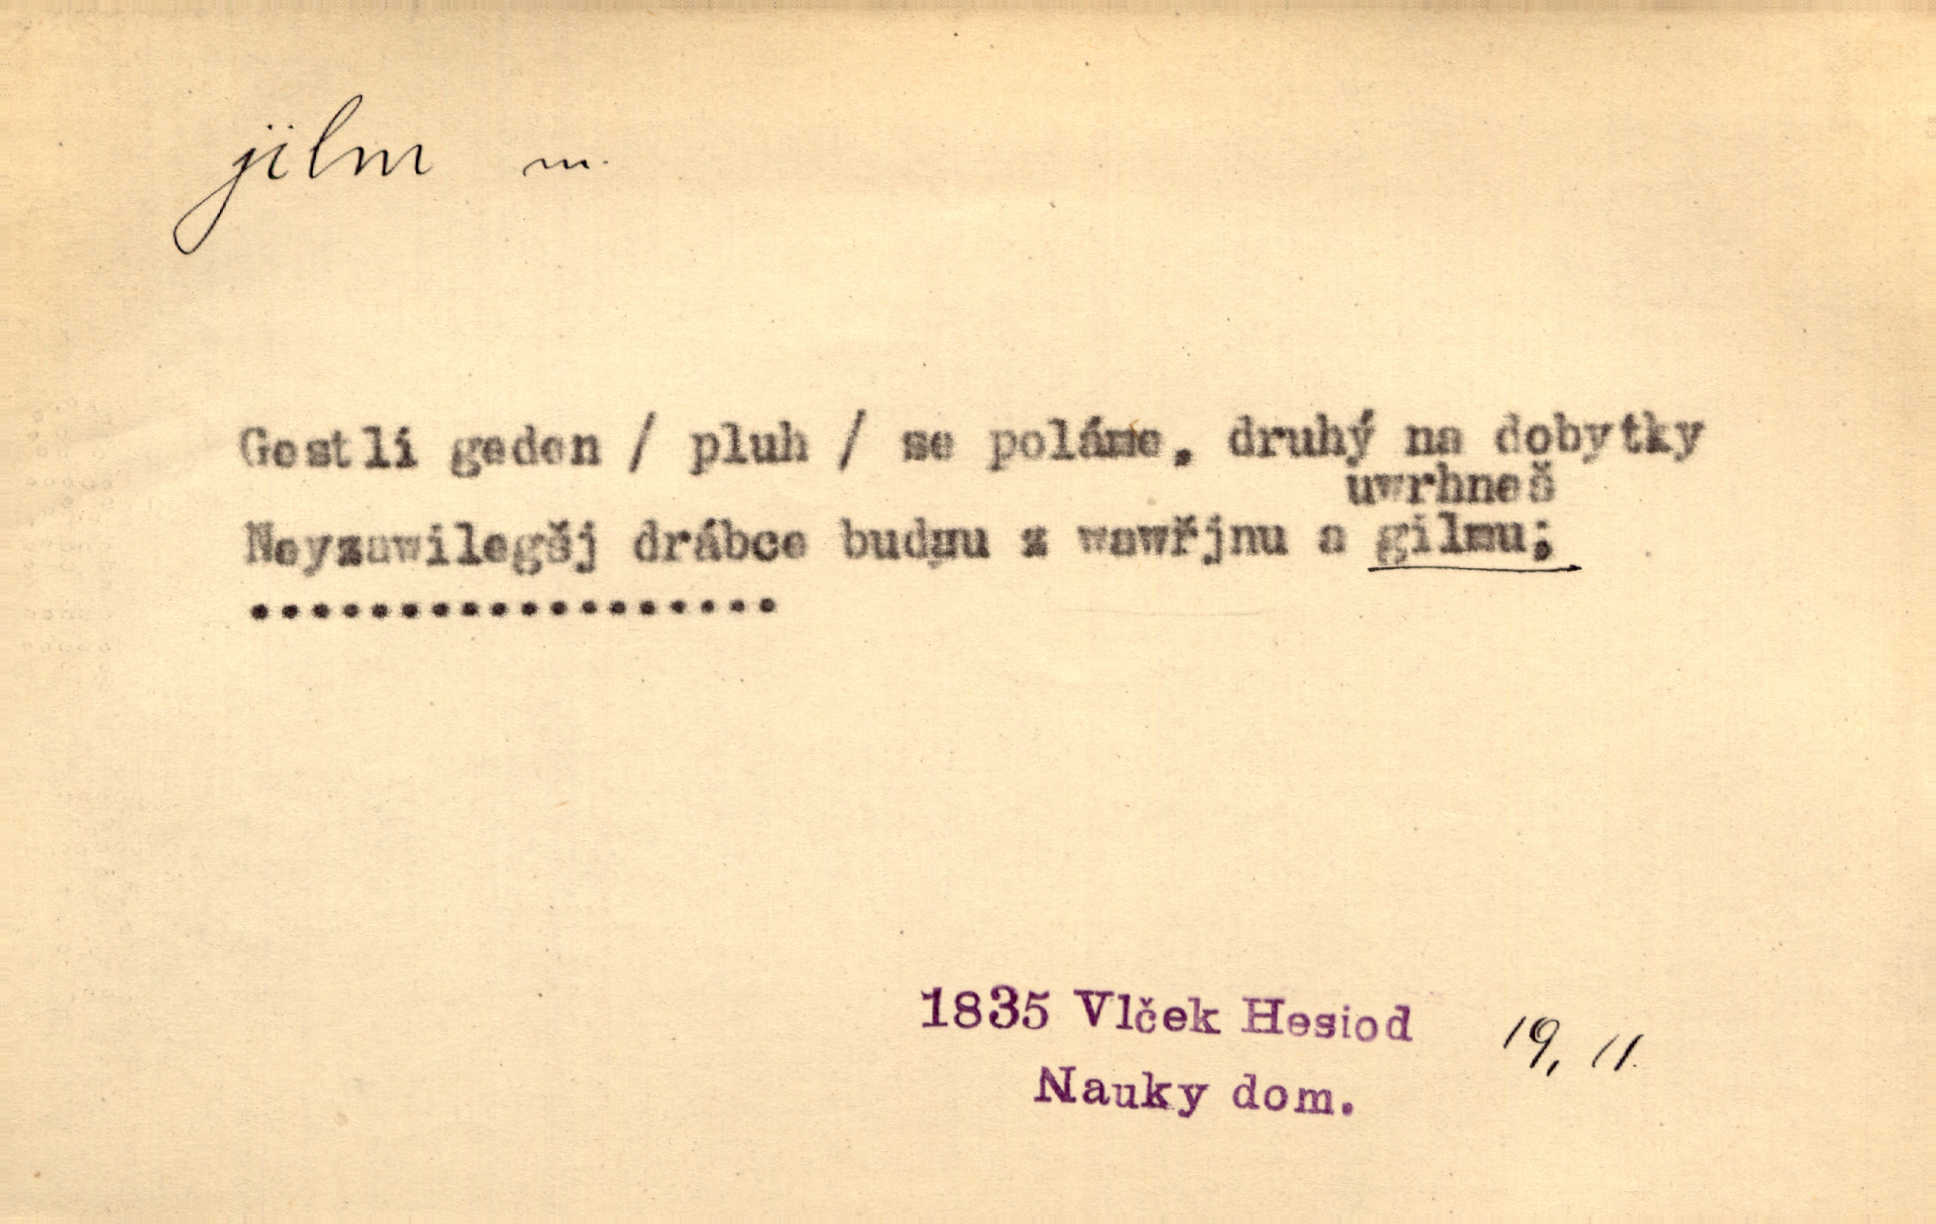 jilm m.
Gestli geden / pluh / se poláme, druhý na dobytky
uwrhneš
Neyzawilegšj drábce budau z wawřjnu a gilmu;
...................
1835 Vlček Hesiod 19, 11.
Nauky dom.